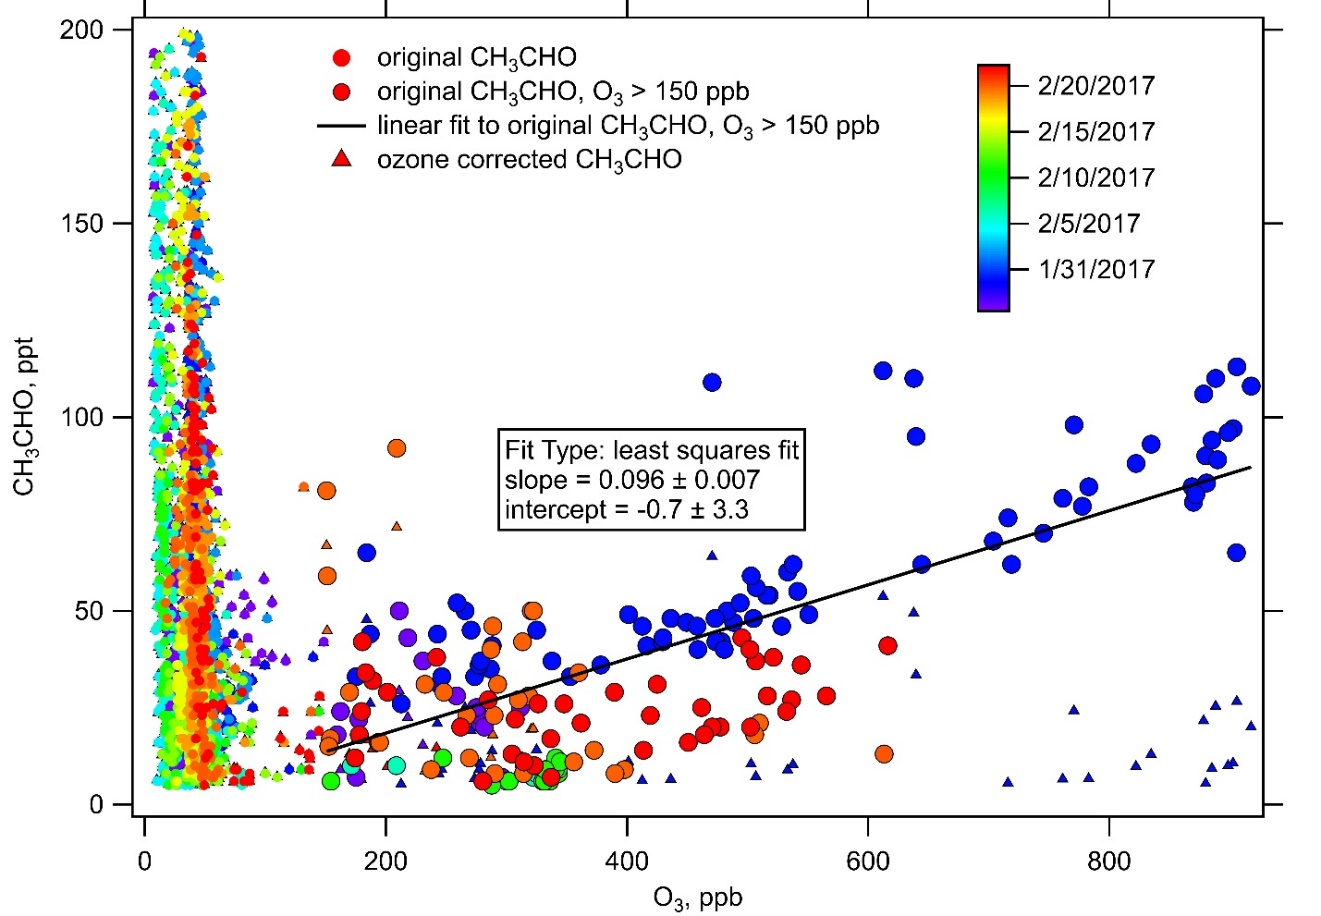 200
150
100
50
0
CH₃CHO, ppt
original CH₃CHO
original CH₃CHO, O₃ > 150 ppb
linear fit to original CH₃CHO, O₃ > 150 ppb
ozone corrected CH₃CHO
2/20/2017
2/15/2017
2/10/2017
2/5/2017
1/31/2017
Fit Type: least squares fit
slope = 0.096 ± 0.007
intercept = -0.7 ± 3.3
0 200 400 600 800
O₃, ppb